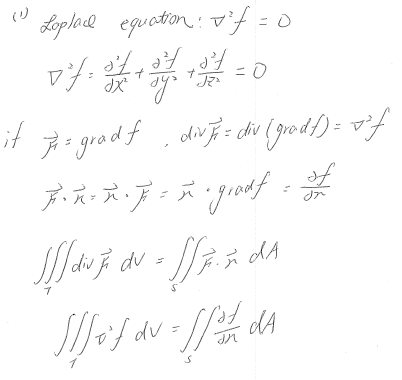 (1) Laplace equation: ∇²f = 0
∇²f = ∂²f/∂x² + ∂²f/∂y² + ∂²f/∂z² = 0
if F⃗ = grad f , div F⃗ = div (grad f) = ∇²f
F⃗ · n⃗ = n⃗ · F⃗ = n⃗ · grad f = ∂f/∂n
∭_T div F⃗ dV = ∬_S F⃗ · n⃗ dA
∭_T ∇²f dV = ∬_S ∂f/∂n dA